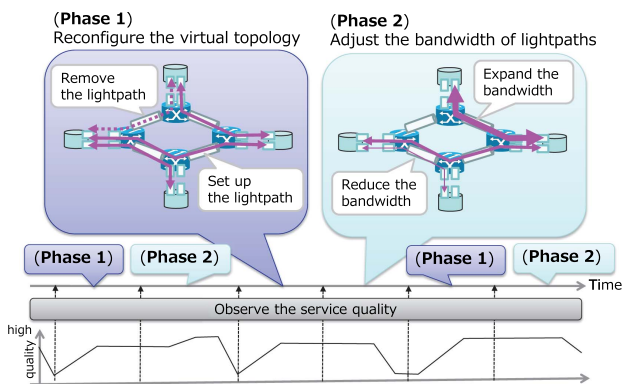 (Phase 1)
Reconfigure the virtual topology
(Phase 2)
Adjust the bandwidth of lightpaths
Remove
the lightpath
Set up
the lightpath
Expand the
bandwidth
Reduce the
bandwidth
(Phase 1)
(Phase 2)
(Phase 1)
(Phase 2)
Time
Observe the service quality
high
quality